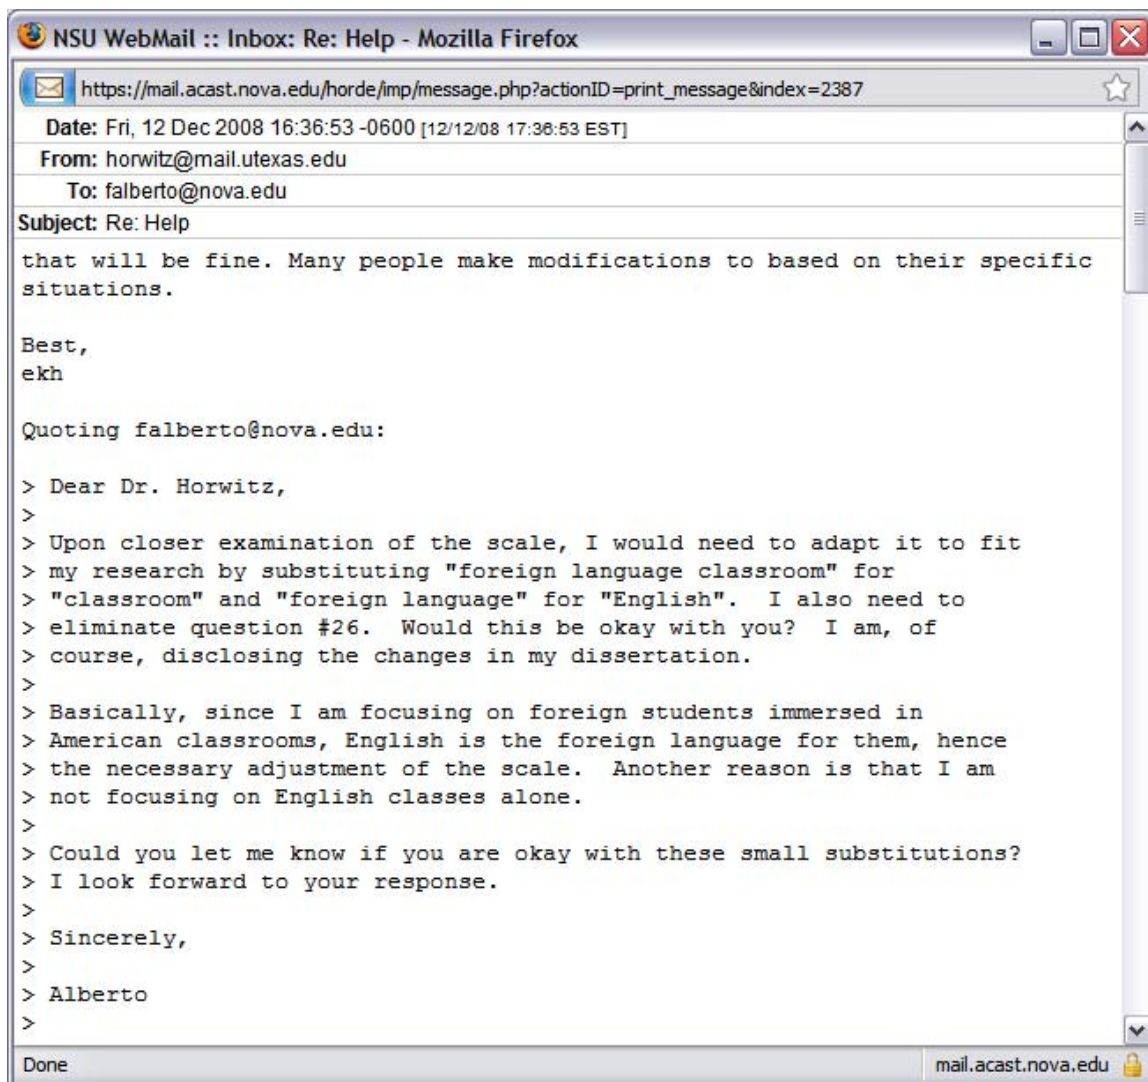 NSU WebMail :: Inbox: Re: Help - Mozilla Firefox
https://mail.acast.nova.edu/horde/imp/message.php?actionID=print_message&index=2387
Date: Fri, 12 Dec 2008 16:36:53 -0600 [12/12/08 17:36:53 EST]
From: horwitz@mail.utexas.edu
To: falberto@nova.edu
Subject: Re: Help
that will be fine. Many people make modifications to based on their specific
situations.
Best,
ekh
Quoting falberto@nova.edu:
> Dear Dr. Horwitz,
>
> Upon closer examination of the scale, I would need to adapt it to fit
> my research by substituting "foreign language classroom" for
> "classroom" and "foreign language" for "English".  I also need to
> eliminate question #26.  Would this be okay with you?  I am, of
> course, disclosing the changes in my dissertation.
>
> Basically, since I am focusing on foreign students immersed in
> American classrooms, English is the foreign language for them, hence
> the necessary adjustment of the scale.  Another reason is that I am
> not focusing on English classes alone.
>
> Could you let me know if you are okay with these small substitutions?
> I look forward to your response.
>
> Sincerely,
>
> Alberto
>
Done mail.acast.nova.edu